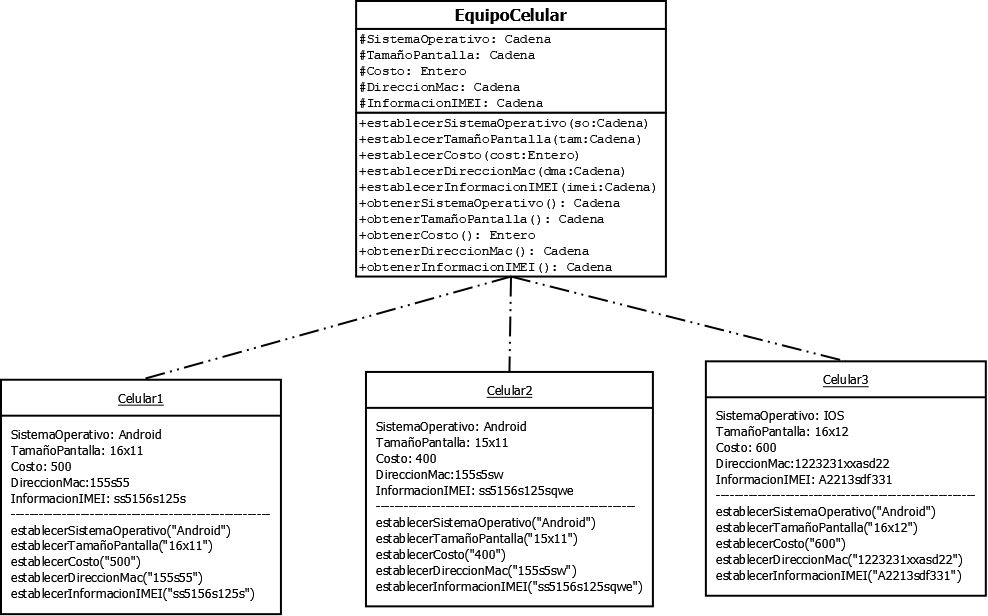 EquipoCelular
#SistemaOperativo: Cadena
#TamañoPantalla: Cadena
#Costo: Entero
#DireccionMac: Cadena
#InformacionIMEI: Cadena
+establecerSistemaOperativo(so:Cadena)
+establecerTamañoPantalla(tam:Cadena)
+establecerCosto(cost:Entero)
+establecerDireccionMac(dma:Cadena)
+establecerInformacionIMEI(imei:Cadena)
+obtenerSistemaOperativo(): Cadena
+obtenerTamañoPantalla(): Cadena
+obtenerCosto(): Entero
+obtenerDireccionMac(): Cadena
+obtenerInformacionIMEI(): Cadena
Celular1
SistemaOperativo: Android
TamañoPantalla: 16x11
Costo: 500
DireccionMac:155s55
InformacionIMEI: ss5156s125s
establecerSistemaOperativo("Android")
establecerTamañoPantalla("16x11")
establecerCosto("500")
establecerDireccionMac("155s55")
establecerInformacionIMEI("ss5156s125s")
Celular2
SistemaOperativo: Android
TamañoPantalla: 15x11
Costo: 400
DireccionMac:155s5sw
InformacionIMEI: ss5156s125sqwe
establecerSistemaOperativo("Android")
establecerTamañoPantalla("15x11")
establecerCosto("400")
establecerDireccionMac("155s5sw")
establecerInformacionIMEI("ss5156s125sqwe")
Celular3
SistemaOperativo: IOS
TamañoPantalla: 16x12
Costo: 600
DireccionMac:1223231xxasd22
InformacionIMEI: A2213sdf331
establecerSistemaOperativo("Android")
establecerTamañoPantalla("16x12")
establecerCosto("600")
establecerDireccionMac("1223231xxasd22")
establecerInformacionIMEI("A2213sdf331")